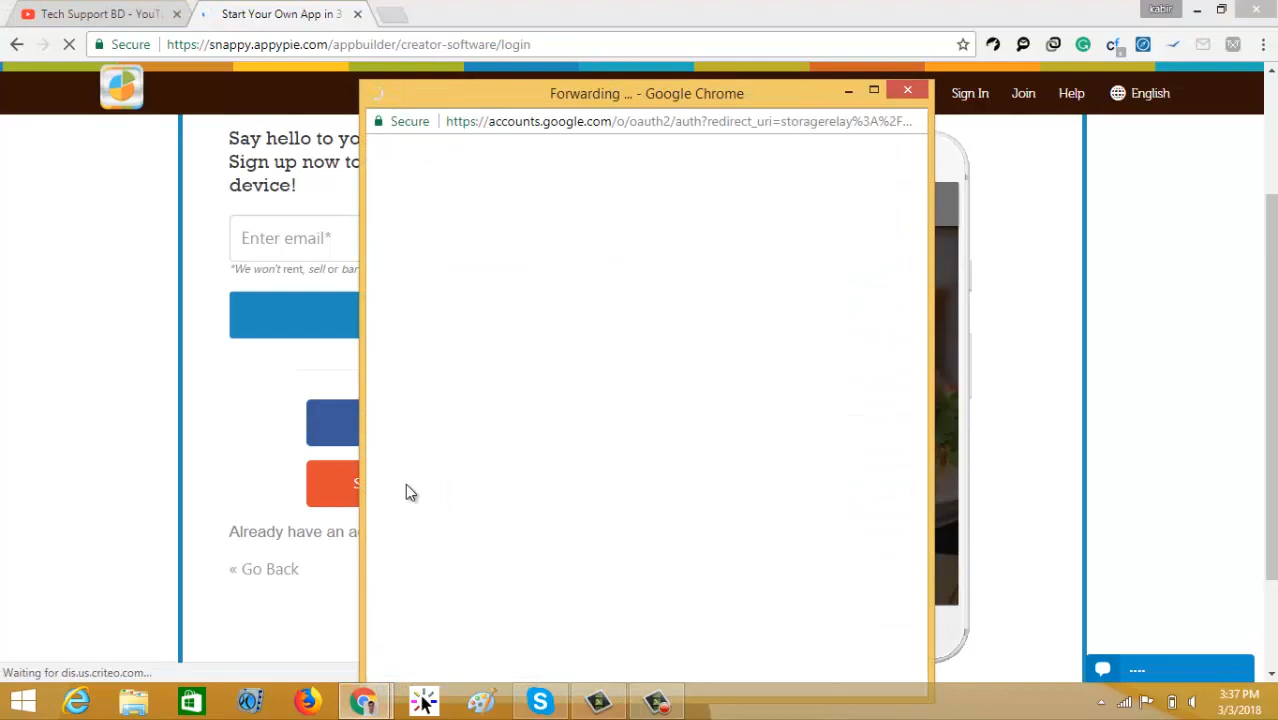 Tech Support BD - YouT
Start Your Own App in 3
kabir
Secure
https://snappy.appypie.com/appbuilder/creator-software/login
Forwarding ... - Google Chrome
Secure
https://accounts.google.com/o/oauth2/auth?redirect_uri=storagerelay%3A%2F...
Sign In
Join
Help
English
Say hello to yo
Sign up now to
device!
Enter email*
*We won't rent, sell or bar
S
Already have an a
« Go Back
Waiting for dis.us.criteo.com...
----
3:37 PM
3/3/2018